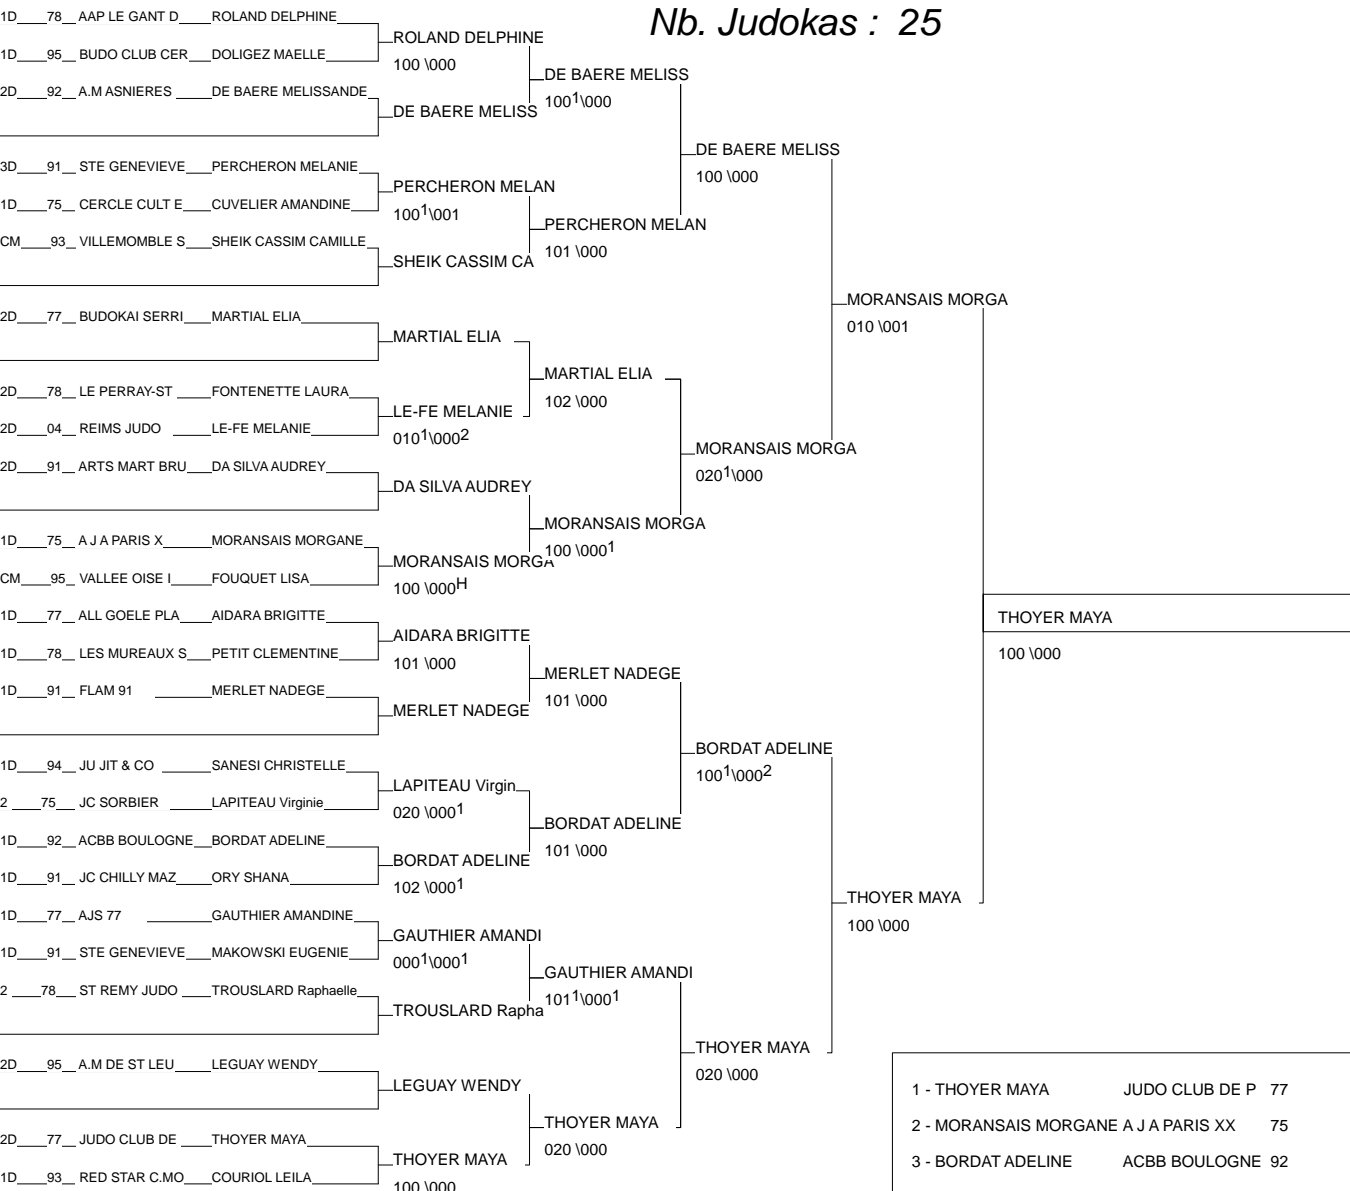 Nb. Judokas : 25
1D 78 AAP LE GANT D ROLAND DELPHINE
1D 95 BUDO CLUB CER DOLIGEZ MAELLE
2D 92 A.M ASNIERES DE BAERE MELISSANDE
3D 91 STE GENEVIEVE PERCHERON MELANIE
1D 75 CERCLE CULT E CUVELIER AMANDINE
CM 93 VILLEMOMBLE S SHEIK CASSIM CAMILLE
2D 77 BUDOKAI SERRI MARTIAL ELIA
2D 78 LE PERRAY-ST FONTENETTE LAURA
2D 04 REIMS JUDO LE-FE MELANIE
2D 91 ARTS MART BRU DA SILVA AUDREY
1D 75 A J A PARIS X MORANSAIS MORGANE
CM 95 VALLEE OISE I FOUQUET LISA
1D 77 ALL GOELE PLA AIDARA BRIGITTE
1D 78 LES MUREAUX S PETIT CLEMENTINE
1D 91 FLAM 91 MERLET NADEGE
1D 94 JU JIT & CO SANESI CHRISTELLE
2 75 JC SORBIER LAPITEAU Virginie
1D 92 ACBB BOULOGNE BORDAT ADELINE
1D 91 JC CHILLY MAZ ORY SHANA
1D 77 AJS 77 GAUTHIER AMANDINE
1D 91 STE GENEVIEVE MAKOWSKI EUGENIE
2 78 ST REMY JUDO TROUSLARD Raphaelle
2D 95 A.M DE ST LEU LEGUAY WENDY
2D 77 JUDO CLUB DE THOYER MAYA
1D 93 RED STAR C.MO COURIOL LEILA
ROLAND DELPHINE
100 \000
DE BAERE MELISS
PERCHERON MELAN
100¹\001
SHEIK CASSIM CA
MARTIAL ELIA
LE-FE MELANIE
010¹\000²
DA SILVA AUDREY
MORANSAIS MORGA
100 \000ᴴ
AIDARA BRIGITTE
101 \000
MERLET NADEGE
LAPITEAU Virgin
020 \000¹
BORDAT ADELINE
102 \000¹
GAUTHIER AMANDI
000¹\000¹
TROUSLARD Rapha
LEGUAY WENDY
THOYER MAYA
100 \000
DE BAERE MELISS
100¹\000
PERCHERON MELAN
101 \000
MARTIAL ELIA
102 \000
MORANSAIS MORGA
100 \000¹
MERLET NADEGE
101 \000
BORDAT ADELINE
101 \000
GAUTHIER AMANDI
101¹\000¹
THOYER MAYA
020 \000
DE BAERE MELISS
100 \000
MORANSAIS MORGA
020¹\000
BORDAT ADELINE
100¹\000²
THOYER MAYA
020 \000
MORANSAIS MORGA
010 \001
THOYER MAYA
100 \000
THOYER MAYA
100 \000
1 - THOYER MAYA JUDO CLUB DE P 77
2 - MORANSAIS MORGANE A J A PARIS XX 75
3 - BORDAT ADELINE ACBB BOULOGNE 92